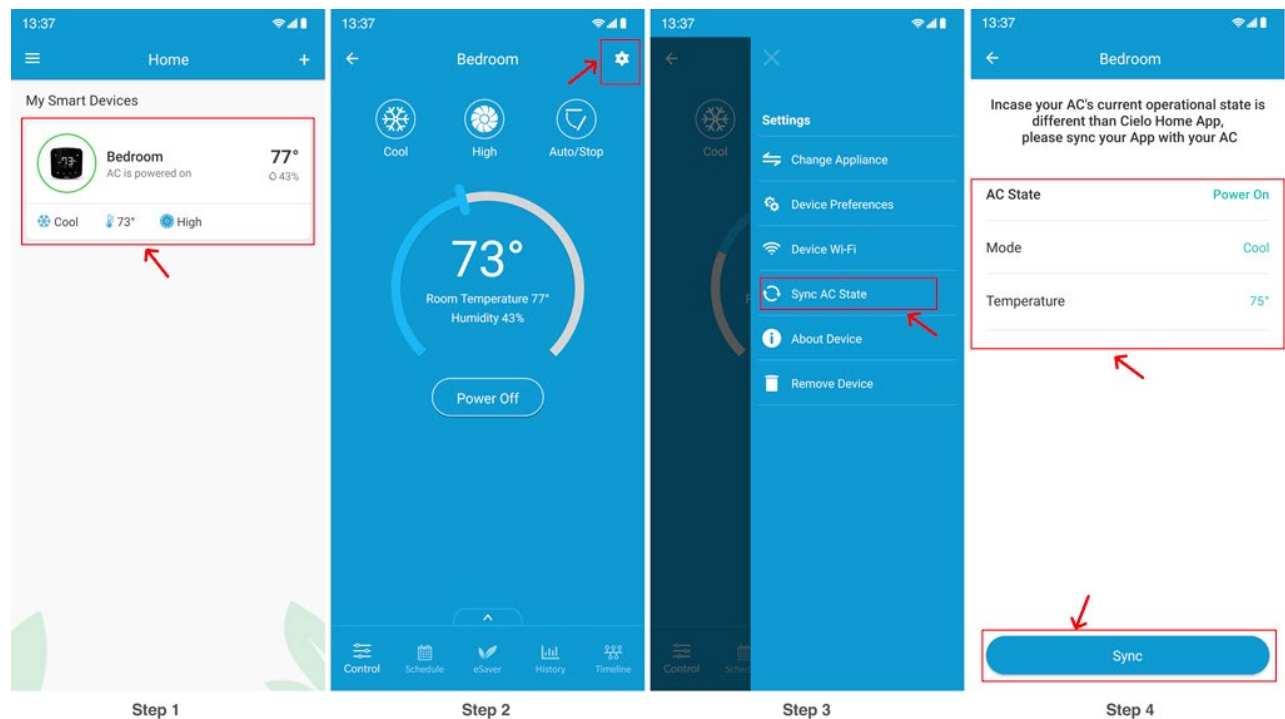 13:37
Home
+
My Smart Devices
73°
Bedroom
AC is powered on
77°
43%
Cool
73°
High
Step 1
13:37
Bedroom
Cool
High
Auto/Stop
73°
Room Temperature 77°
Humidity 43%
Power Off
Control
Schedule
eSaver
History
Timeline
Step 2
13:37
Cool
Settings
Change Appliance
Device Preferences
Device Wi-Fi
Sync AC State
About Device
Remove Device
Control
Step 3
13:37
Bedroom
Incase your AC's current operational state is
different than Cielo Home App,
please sync your App with your AC
AC State Power On
Mode Cool
Temperature 75°
Sync
Step 4